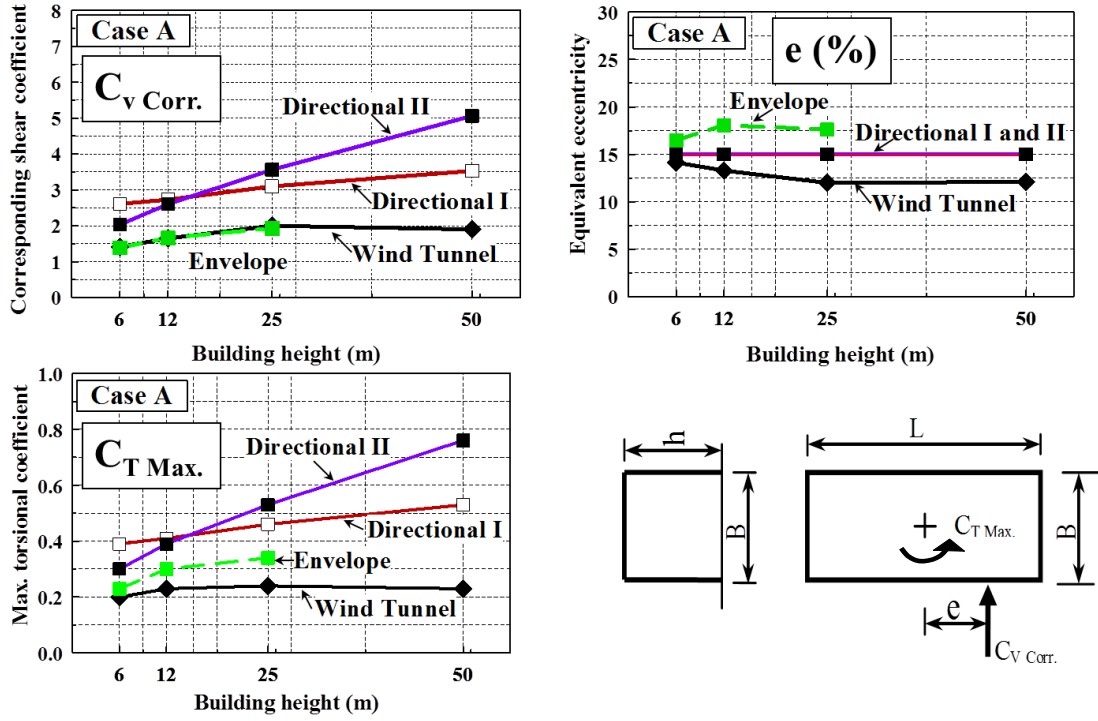 Corresponding shear coefficient
8
7
6
5
4
3
2
1
0
Case A
C v Corr.
Directional II
Directional I
Wind Tunnel
Envelope
6 12 25 50
Building height (m)
Equivalent eccentricity
30
25
20
15
10
5
0
Case A
e (%)
Envelope
Directional I and II
Wind Tunnel
6 12 25 50
Building height (m)
Max. torsional coefficient
1.0
0.8
0.6
0.4
0.2
0.0
Case A
C T Max.
Directional II
Directional I
Envelope
Wind Tunnel
6 12 25 50
Building height (m)
h
L
B
B
C T Max.
e
C V Corr.